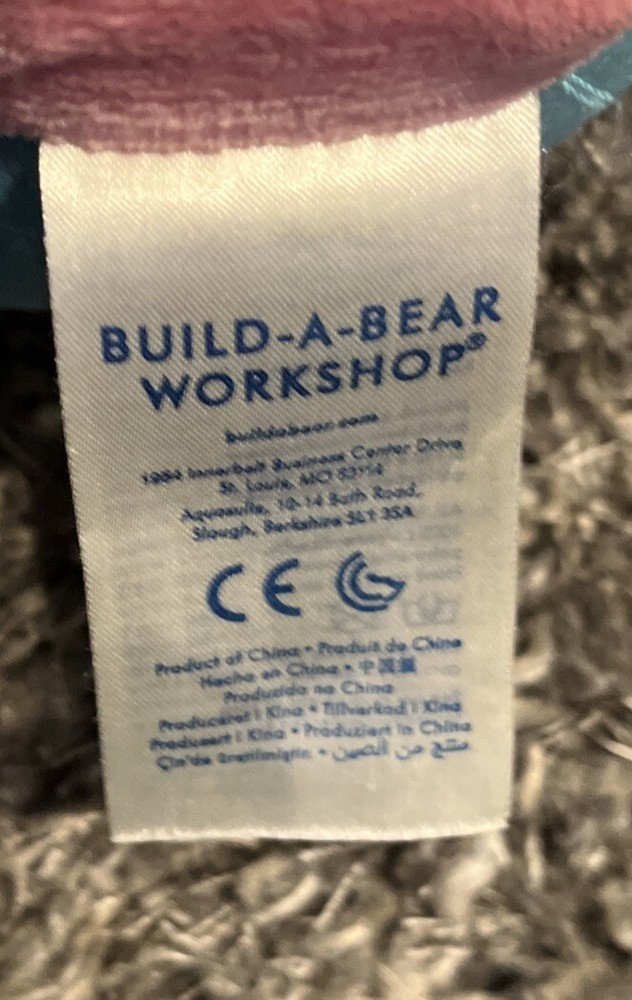 BUILD-A-BEAR
WORKSHOP®
buildabear.com
1954 Innerbelt Business Center Drive
St. Louis, MO 63114
Aquasulis, 10-14 Bath Road,
Slough, Berkshire SL1 3SA
CE
Product of China • Produit de Chine
Hecho en China • 中国製
Produzido na China
Produceret i Kina • Tillverkad i Kina
Produsert i Kina • Produziert in China
Çin'de üretilmiştir. • منتج من الصين